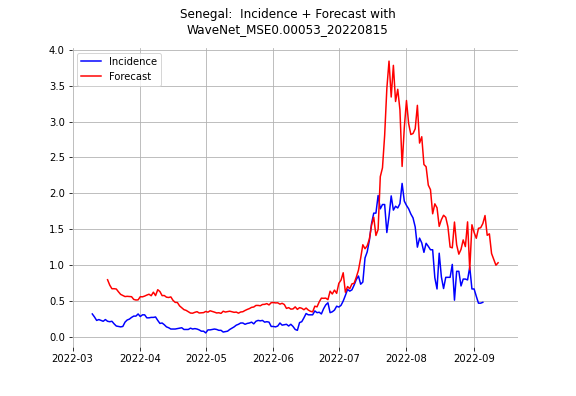 Senegal:  Incidence + Forecast with
WaveNet_MSE0.00053_20220815
Incidence
Forecast
4.0
3.5
3.0
2.5
2.0
1.5
1.0
0.5
0.0
2022-03 2022-04 2022-05 2022-06 2022-07 2022-08 2022-09